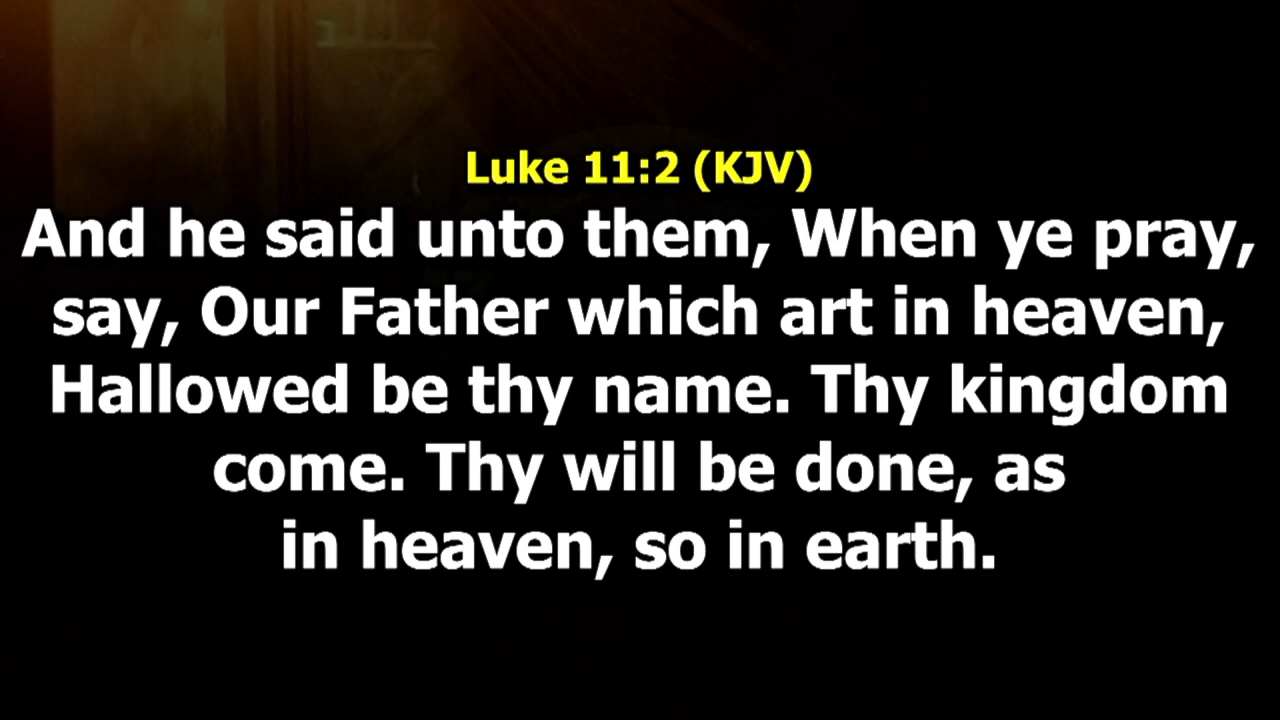 Luke 11:2 (KJV)
And he said unto them, When ye pray,
say, Our Father which art in heaven,
Hallowed be thy name. Thy kingdom
come. Thy will be done, as
in heaven, so in earth.